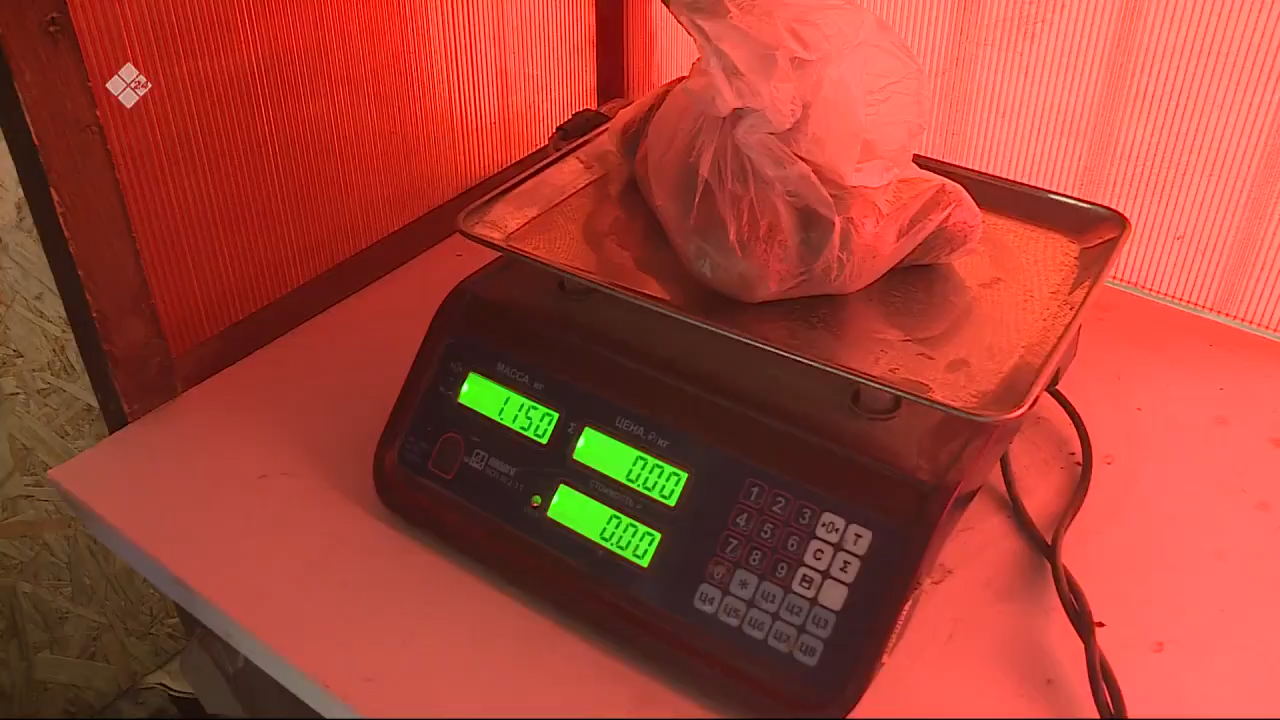 24
МАССА, кг
1.150
ЦЕНА, ₽/кг
0.00
СТОИМОСТЬ, ₽
0.00
1 2 3 →0← T
4 5 6 C Σ
7 8 9
*
Ц1 Ц2 Ц3
Ц4 Ц5 Ц6 Ц7 Ц8